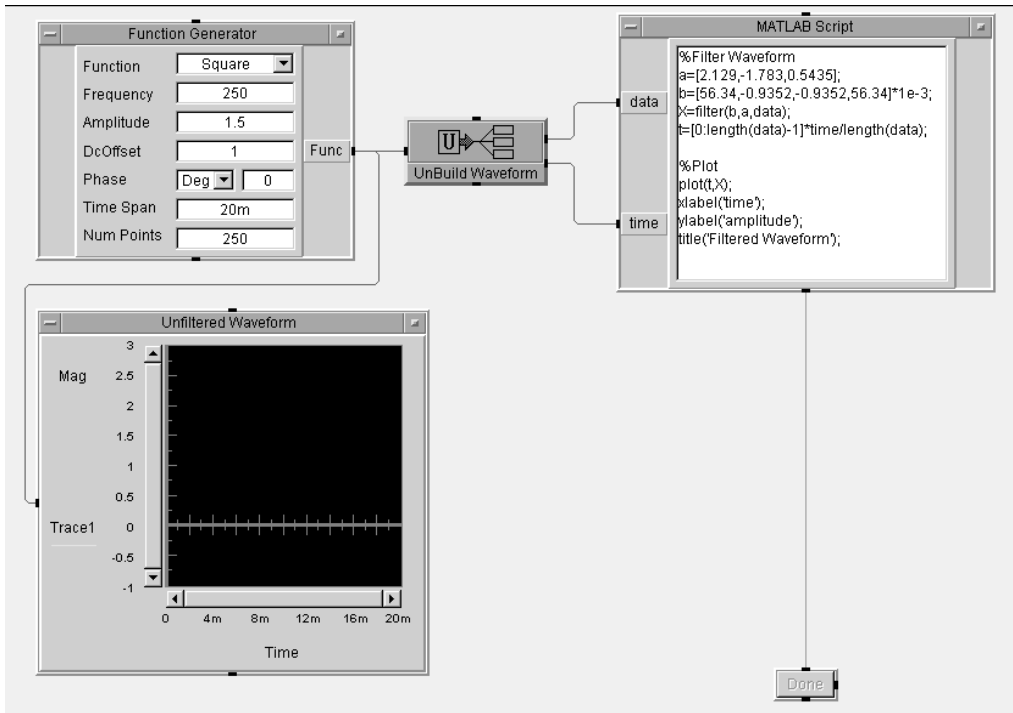 Function Generator
Function Square
Frequency 250
Amplitude 1.5
DcOffset 1
Phase Deg 0
Time Span 20m
Num Points 250
Func
UnBuild Waveform
MATLAB Script
data
time
%Filter Waveform
a=[2.129,-1.783,0.5435];
b=[56.34,-0.9352,-0.9352,56.34]*1e-3;
X=filter(b,a,data);
t=[0:length(data)-1]*time/length(data);
%Plot
plot(t,X);
xlabel('time');
ylabel('amplitude');
title('Filtered Waveform');
Unfiltered Waveform
Mag
Trace1
3
2.5
2
1.5
1
0.5
0
-0.5
-1
0 4m 8m 12m 16m 20m
Time
Done